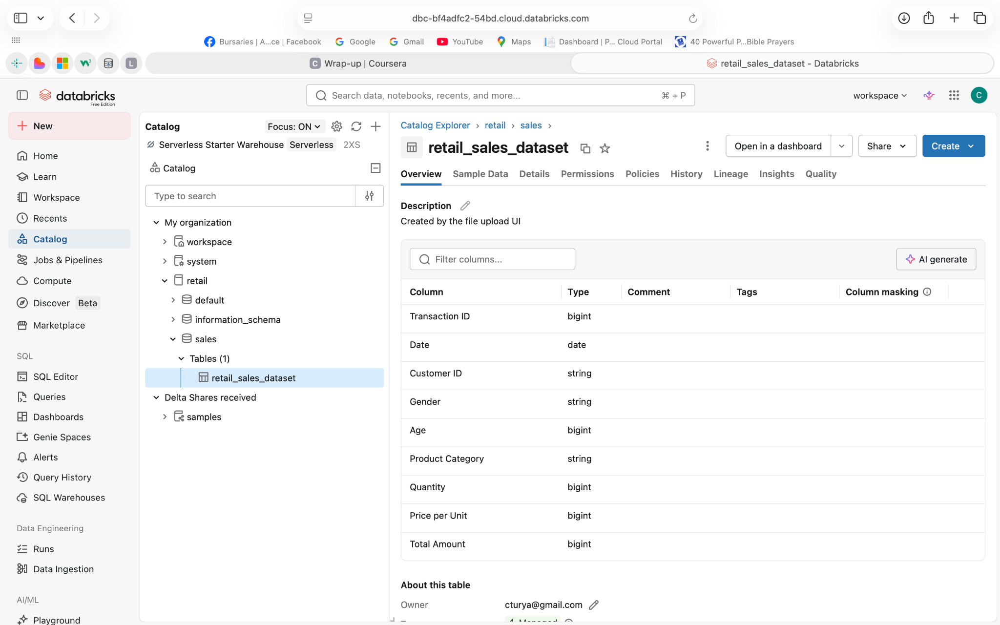 dbc-bf4adfc2-54bd.cloud.databricks.com
Bursaries | A...ce | Facebook
Google
Gmail
YouTube
Maps
Dashboard | P... Cloud Portal
40 Powerful P...Bible Prayers
L
C Wrap-up | Coursera
retail_sales_dataset - Databricks
databricks
Free Edition
Search data, notebooks, recents, and more...
⌘ + P
workspace
C
New
Home
Learn
Workspace
Recents
Catalog
Jobs & Pipelines
Compute
Discover Beta
Marketplace
SQL
SQL Editor
Queries
Dashboards
Genie Spaces
Alerts
Query History
SQL Warehouses
Data Engineering
Runs
Data Ingestion
AI/ML
Playground
Catalog
Focus: ON
Serverless Starter Warehouse Serverless 2XS
Catalog
Type to search
My organization
workspace
system
retail
default
information_schema
sales
Tables (1)
retail_sales_dataset
Delta Shares received
samples
Catalog Explorer › retail › sales ›
retail_sales_dataset
Open in a dashboard
Share
Create
Overview Sample Data Details Permissions Policies History Lineage Insights Quality
Description
Created by the file upload UI
Filter columns...
AI generate
Column Type Comment Tags Column masking
Transaction ID bigint
Date date
Customer ID string
Gender string
Age bigint
Product Category string
Quantity bigint
Price per Unit bigint
Total Amount bigint
About this table
Owner cturya@gmail.com